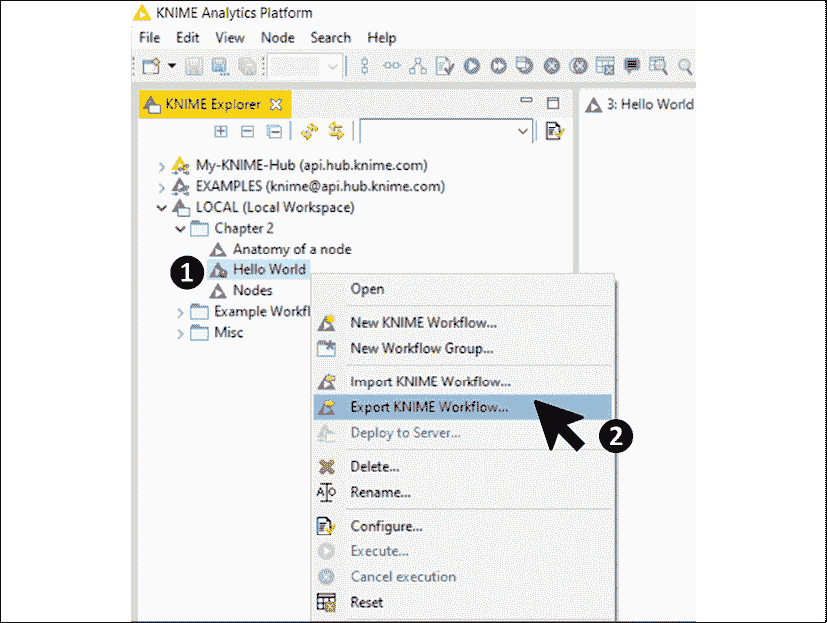 KNIME Analytics Platform
File Edit View Node Search Help
KNIME Explorer
3: Hello World
My-KNIME-Hub (api.hub.knime.com)
EXAMPLES (knime@api.hub.knime.com)
LOCAL (Local Workspace)
Chapter 2
Anatomy of a node
1 Hello World
Nodes
Example Workfl
Misc
Open
New KNIME Workflow...
New Workflow Group...
Import KNIME Workflow...
Export KNIME Workflow...
2
Deploy to Server...
Delete...
Rename...
Configure...
Execute...
Cancel execution
Reset